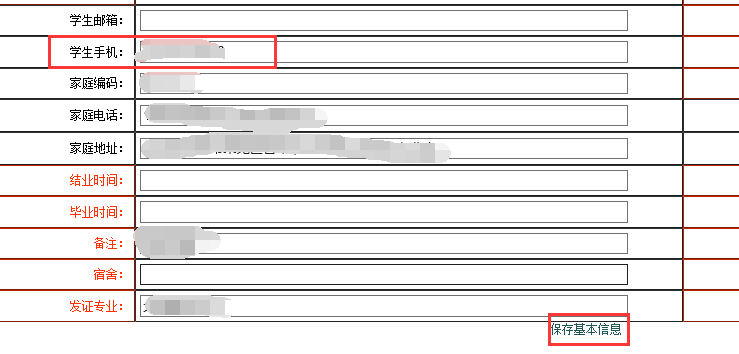 学生邮箱：
学生手机：
家庭编码：
家庭电话：
家庭地址：
结业时间：
毕业时间：
备注：
宿舍：
发证专业：
保存基本信息